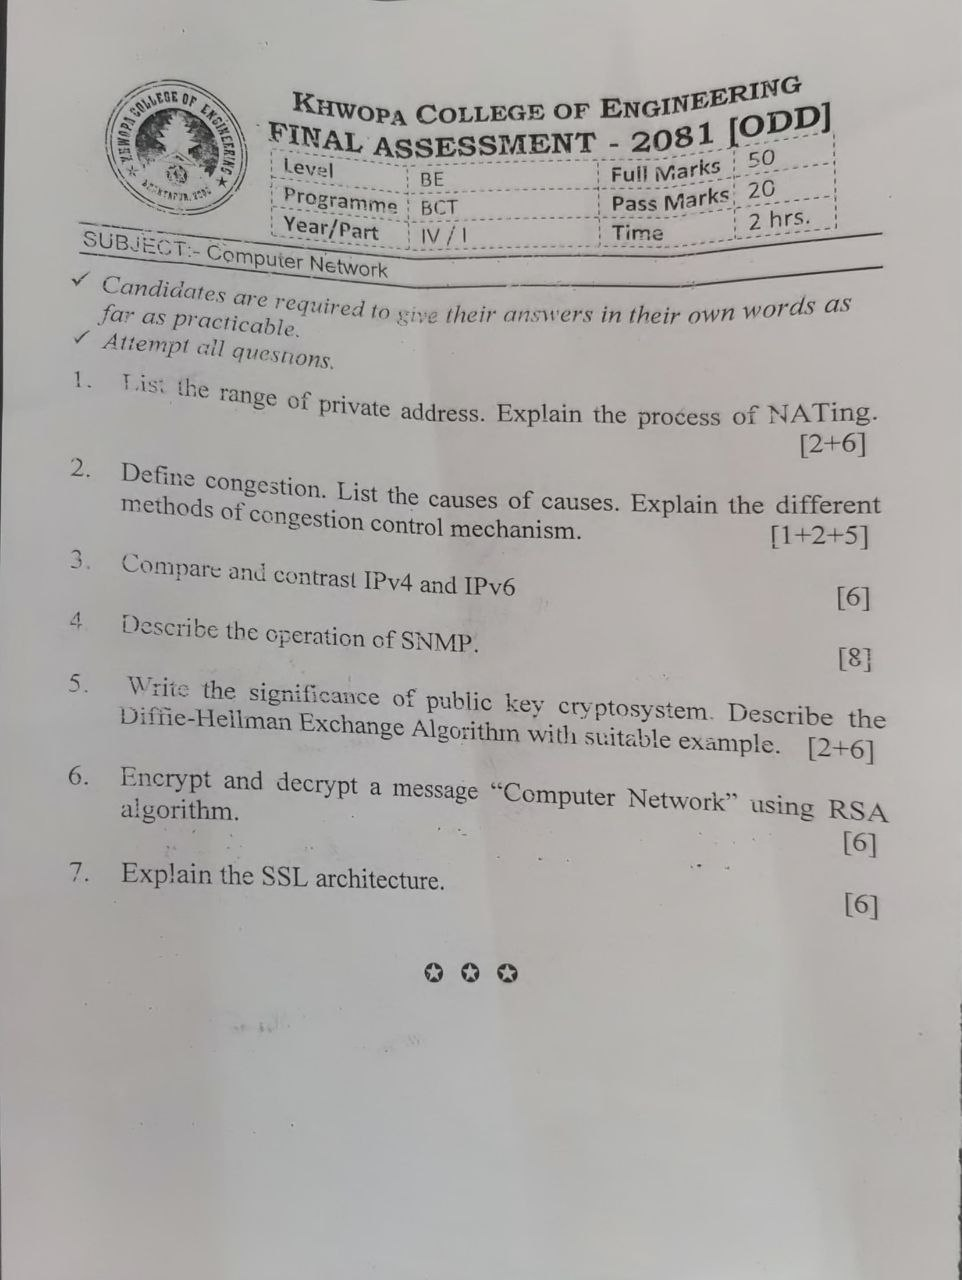 KHWOPA COLLEGE OF ENGINEERING
KHWOPA COLLEGE OF ENGINEERING
FINAL ASSESSMENT - 2081 [ODD]
Level BE Full Marks 50
Programme BCT Pass Marks 20
Year/Part IV / I Time 2 hrs.
SUBJECT:- Computer Network
✓ Candidates are required to give their answers in their own words as
far as practicable.
✓ Attempt all questions.
1. List the range of private address. Explain the process of NATing.
[2+6]
2. Define congestion. List the causes of causes. Explain the different
methods of congestion control mechanism. [1+2+5]
3. Compare and contrast IPv4 and IPv6
[6]
4 Describe the operation of SNMP.
[8]
5. Write the significance of public key cryptosystem. Describe the
Diffie-Hellman Exchange Algorithm with suitable example. [2+6]
6. Encrypt and decrypt a message “Computer Network” using RSA
algorithm.
[6]
7. Explain the SSL architecture.
[6]